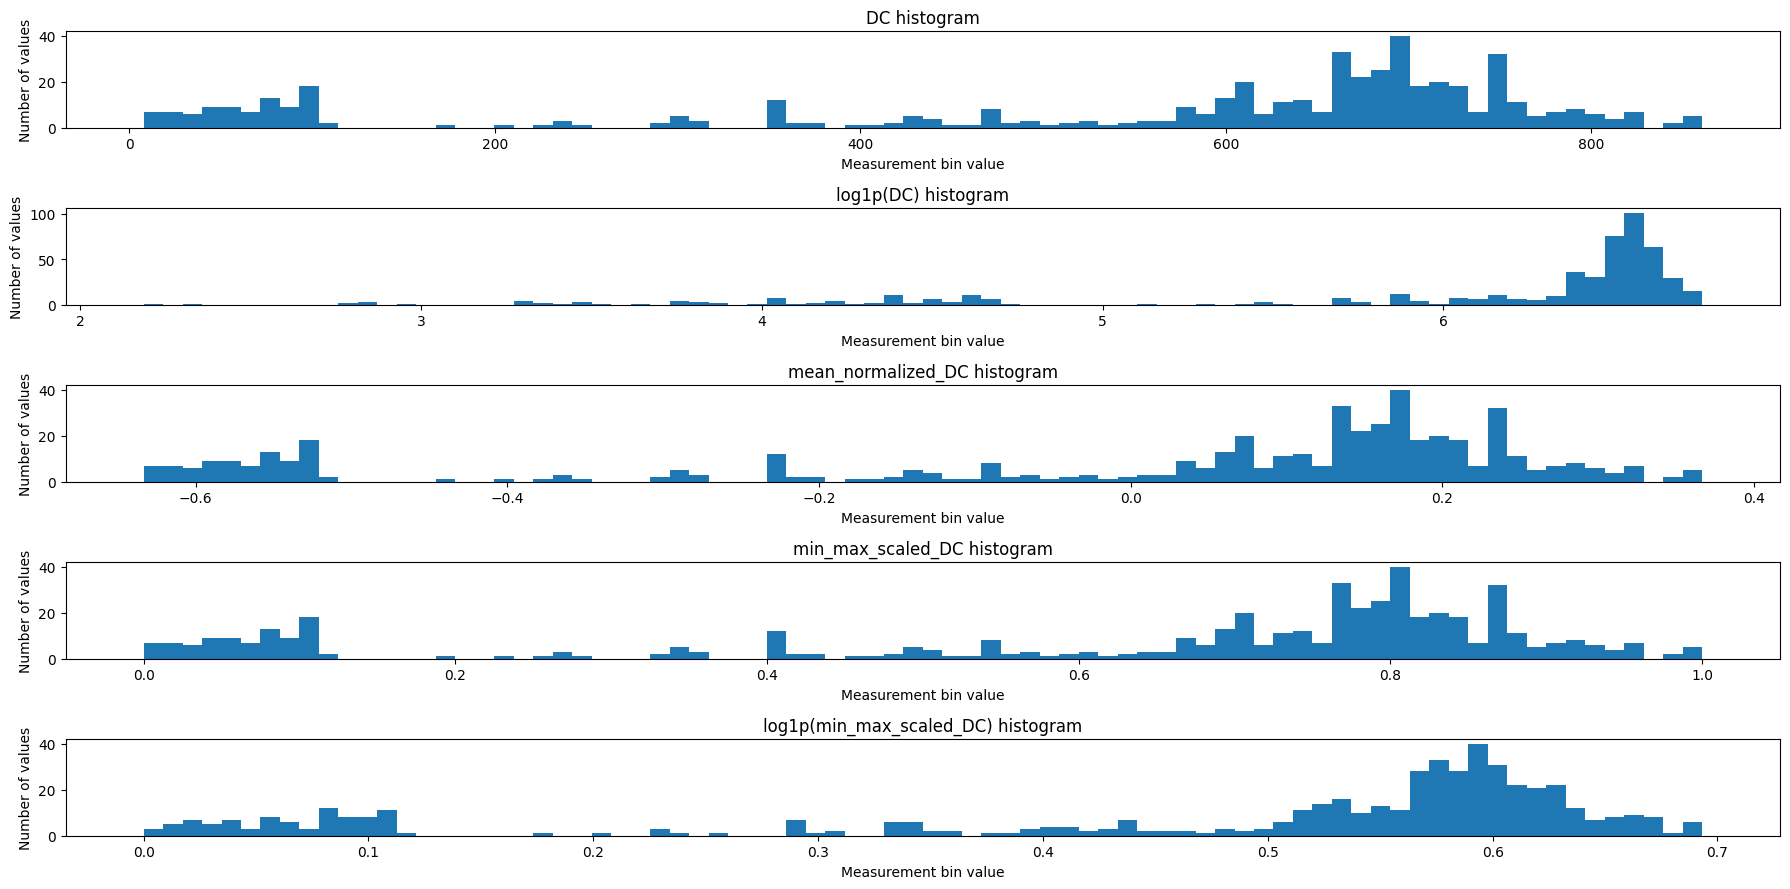 DC histogram
Number of values
40
20
0
0 200 400 600 800
Measurement bin value
log1p(DC) histogram
Number of values
100
50
0
2 3 4 5 6
Measurement bin value
mean_normalized_DC histogram
Number of values
40
20
0
−0.6 −0.4 −0.2 0.0 0.2 0.4
Measurement bin value
min_max_scaled_DC histogram
Number of values
40
20
0
0.0 0.2 0.4 0.6 0.8 1.0
Measurement bin value
log1p(min_max_scaled_DC) histogram
Number of values
40
20
0
0.0 0.1 0.2 0.3 0.4 0.5 0.6 0.7
Measurement bin value